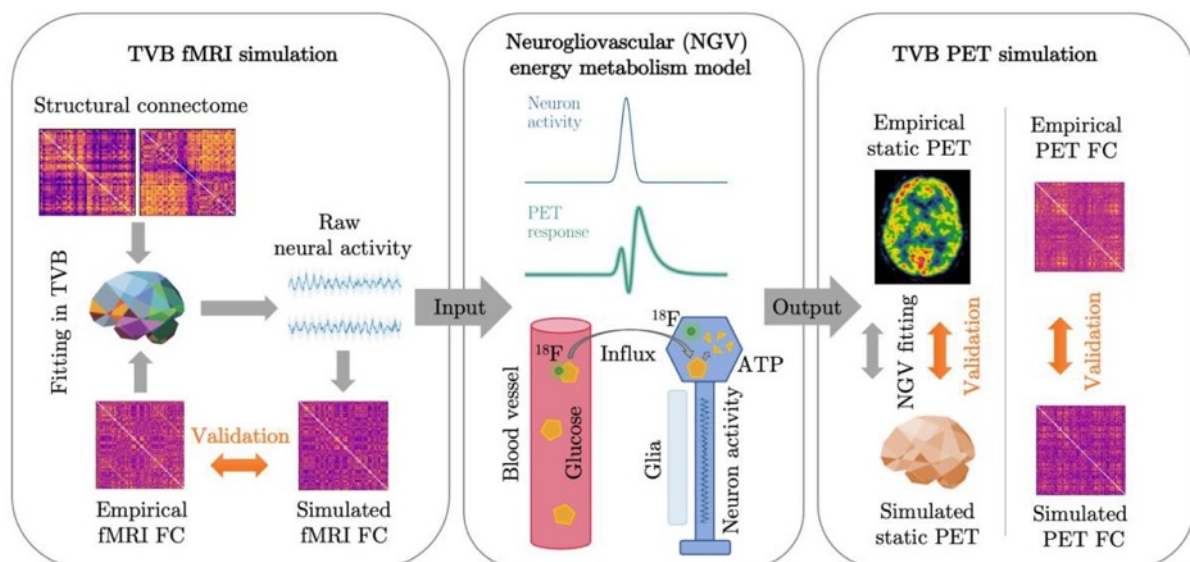 TVB fMRI simulation
Structural connectome
Fitting in TVB
Raw
neural activity
Validation
Empirical
fMRI FC
Simulated
fMRI FC
Input
Neurogliovascular (NGV)
energy metabolism model
Neuron
activity
PET
response
18F
18F
Influx
ATP
Blood vessel
Glucose
Glia
Neuron activity
Output
TVB PET simulation
Empirical
static PET
NGV fitting
Validation
Simulated
static PET
Empirical
PET FC
Validation
Simulated
PET FC